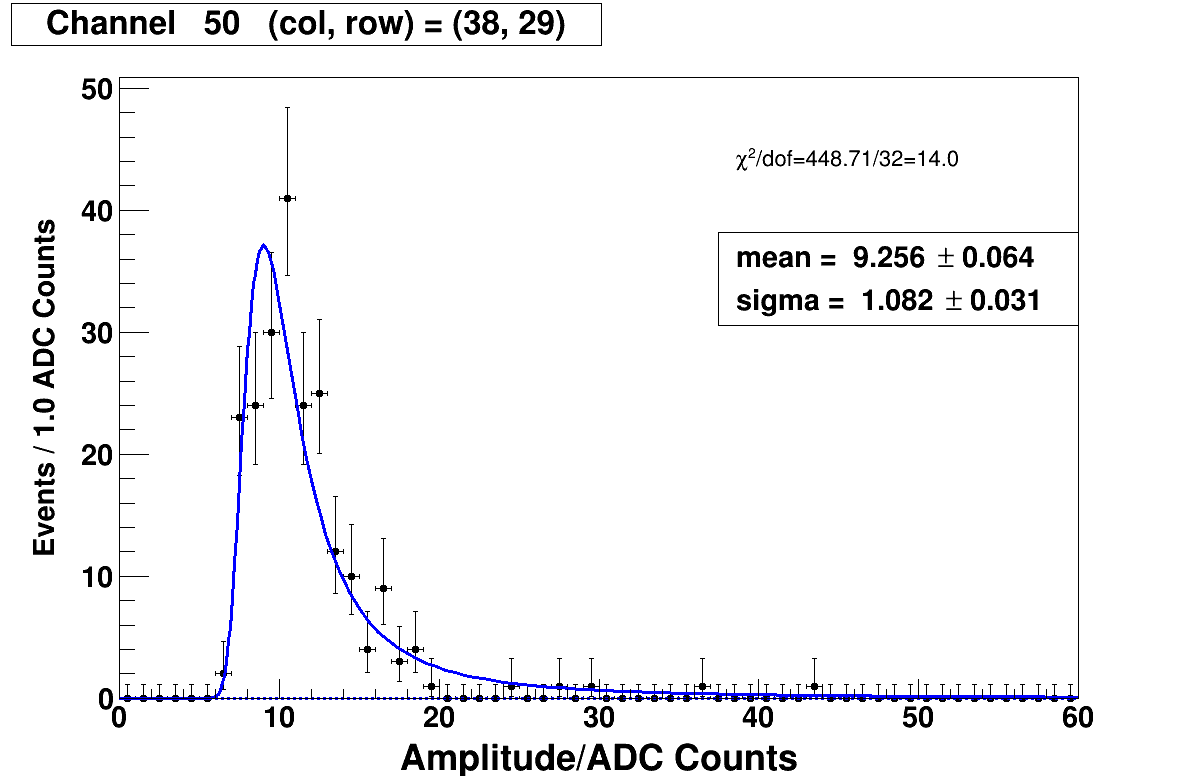 Channel 50 (col, row) = (38, 29)
50
40
30
20
10
0
Events / 1.0 ADC Counts
χ²/dof=448.71/32=14.0
mean = 9.256 ± 0.064
sigma = 1.082 ± 0.031
0 10 20 30 40 50 60
Amplitude/ADC Counts